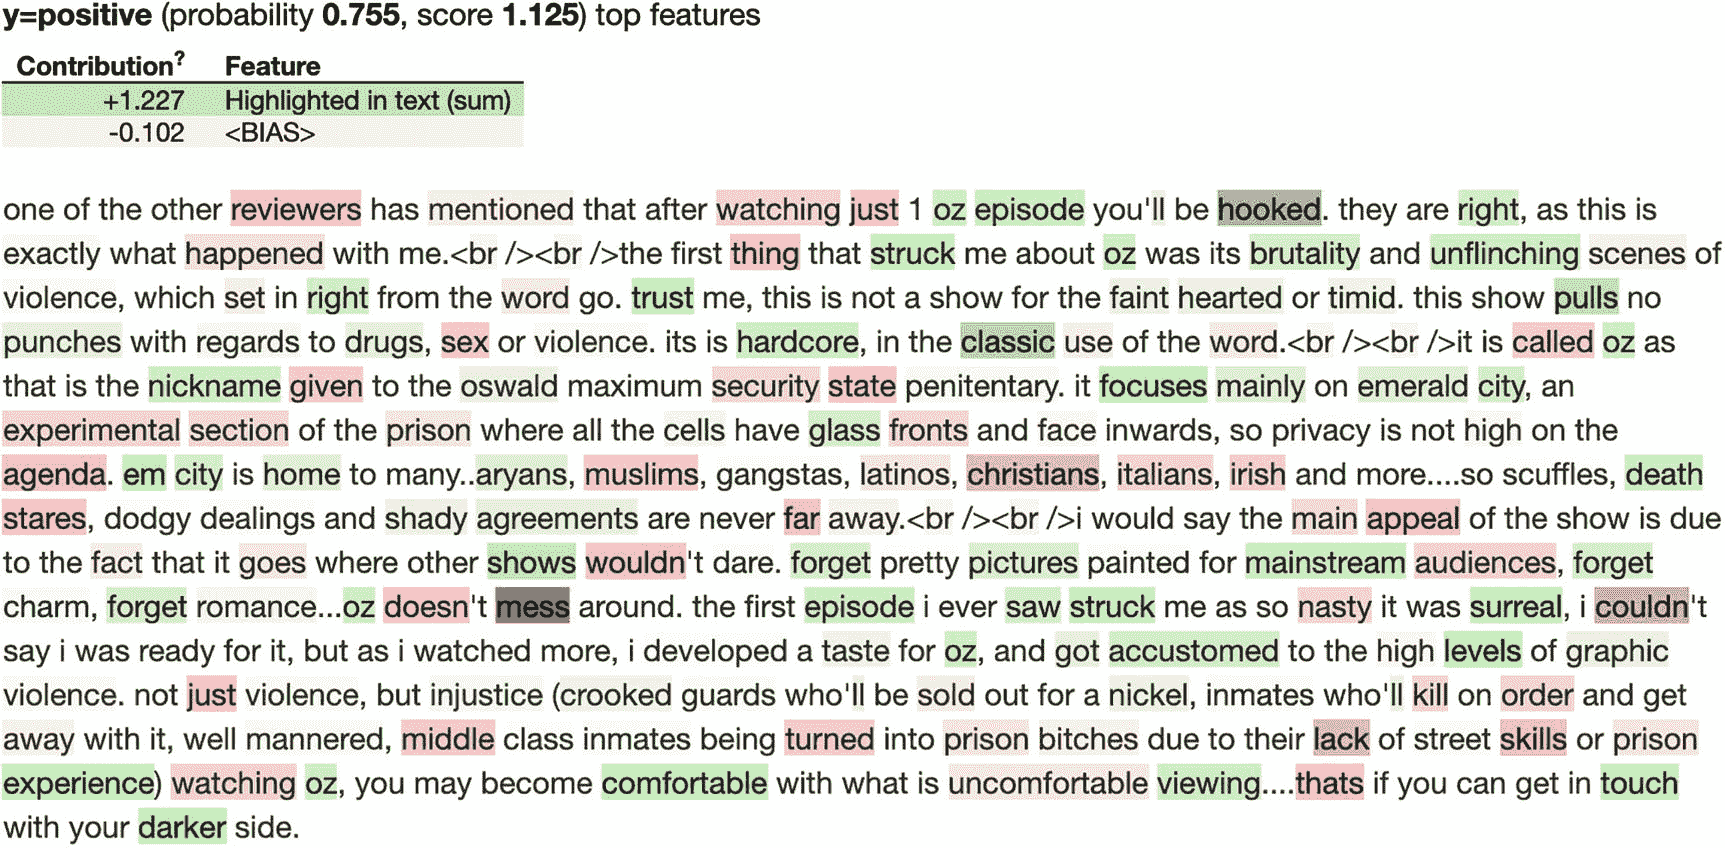 y=positive (probability 0.755, score 1.125) top features
Contribution? Feature
+1.227 Highlighted in text (sum)
-0.102 <BIAS>
one of the other reviewers has mentioned that after watching just 1 oz episode you'll be hooked. they are right, as this is
exactly what happened with me.<br /><br />the first thing that struck me about oz was its brutality and unflinching scenes of
violence, which set in right from the word go. trust me, this is not a show for the faint hearted or timid. this show pulls no
punches with regards to drugs, sex or violence. its is hardcore, in the classic use of the word.<br /><br />it is called oz as
that is the nickname given to the oswald maximum security state penitentary. it focuses mainly on emerald city, an
experimental section of the prison where all the cells have glass fronts and face inwards, so privacy is not high on the
agenda. em city is home to many..aryans, muslims, gangstas, latinos, christians, italians, irish and more....so scuffles, death
stares, dodgy dealings and shady agreements are never far away.<br /><br />i would say the main appeal of the show is due
to the fact that it goes where other shows wouldn't dare. forget pretty pictures painted for mainstream audiences, forget
charm, forget romance...oz doesn't mess around. the first episode i ever saw struck me as so nasty it was surreal, i couldn't
say i was ready for it, but as i watched more, i developed a taste for oz, and got accustomed to the high levels of graphic
violence. not just violence, but injustice (crooked guards who'll be sold out for a nickel, inmates who'll kill on order and get
away with it, well mannered, middle class inmates being turned into prison bitches due to their lack of street skills or prison
experience) watching oz, you may become comfortable with what is uncomfortable viewing....thats if you can get in touch
with your darker side.